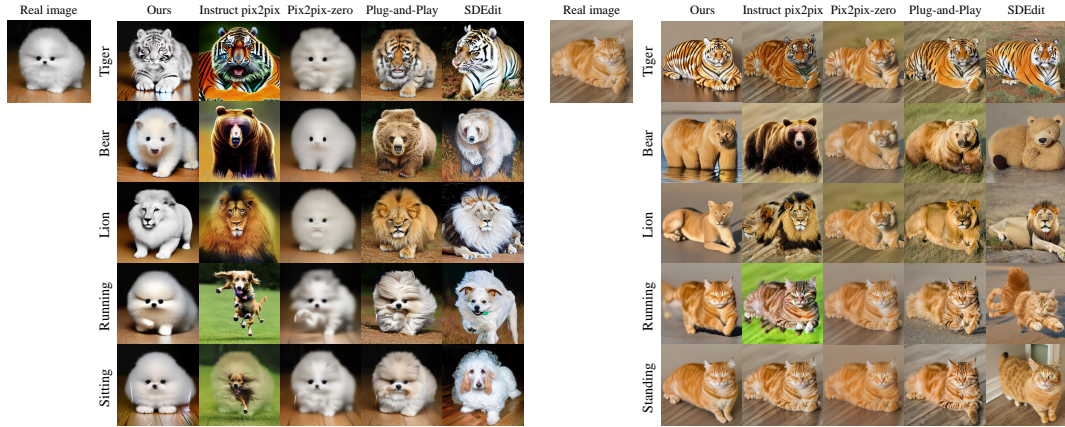 Real image Ours Instruct pix2pix Pix2pix-zero Plug-and-Play SDEdit
Tiger
Bear
Lion
Running
Sitting
Real image Ours Instruct pix2pix Pix2pix-zero Plug-and-Play SDEdit
Tiger
Bear
Lion
Running
Standing